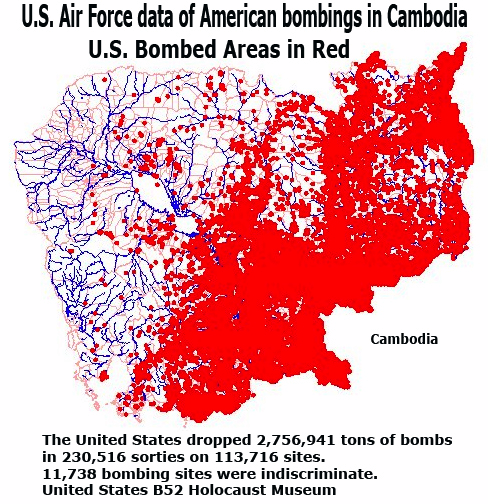 U.S. Air Force data of American bombings in Cambodia
U.S. Bombed Areas in Red
Cambodia
The United States dropped 2,756,941 tons of bombs
in 230,516 sorties on 113,716 sites.
11,738 bombing sites were indiscriminate.
United States B52 Holocaust Museum